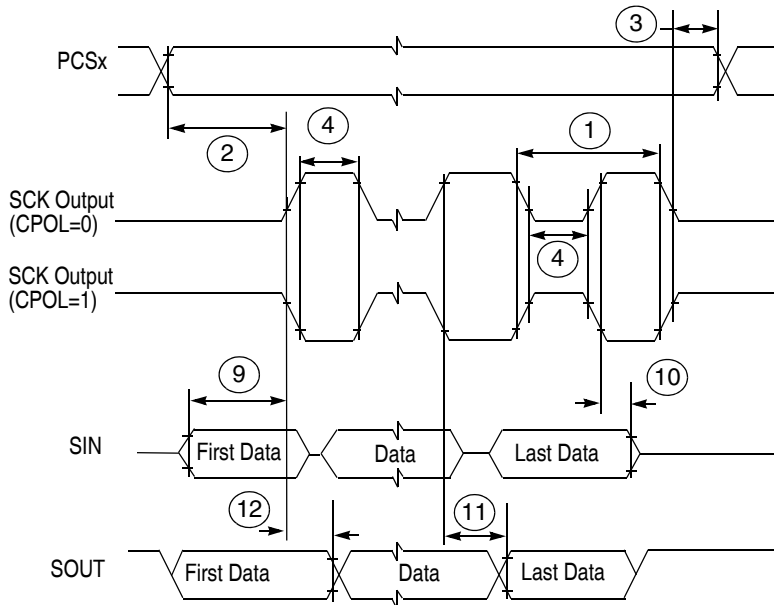 3
PCSx
2
4
1
SCK Output
(CPOL=0)
4
SCK Output
(CPOL=1)
9
10
SIN
First Data
Data
Last Data
12
11
SOUT
First Data
Data
Last Data